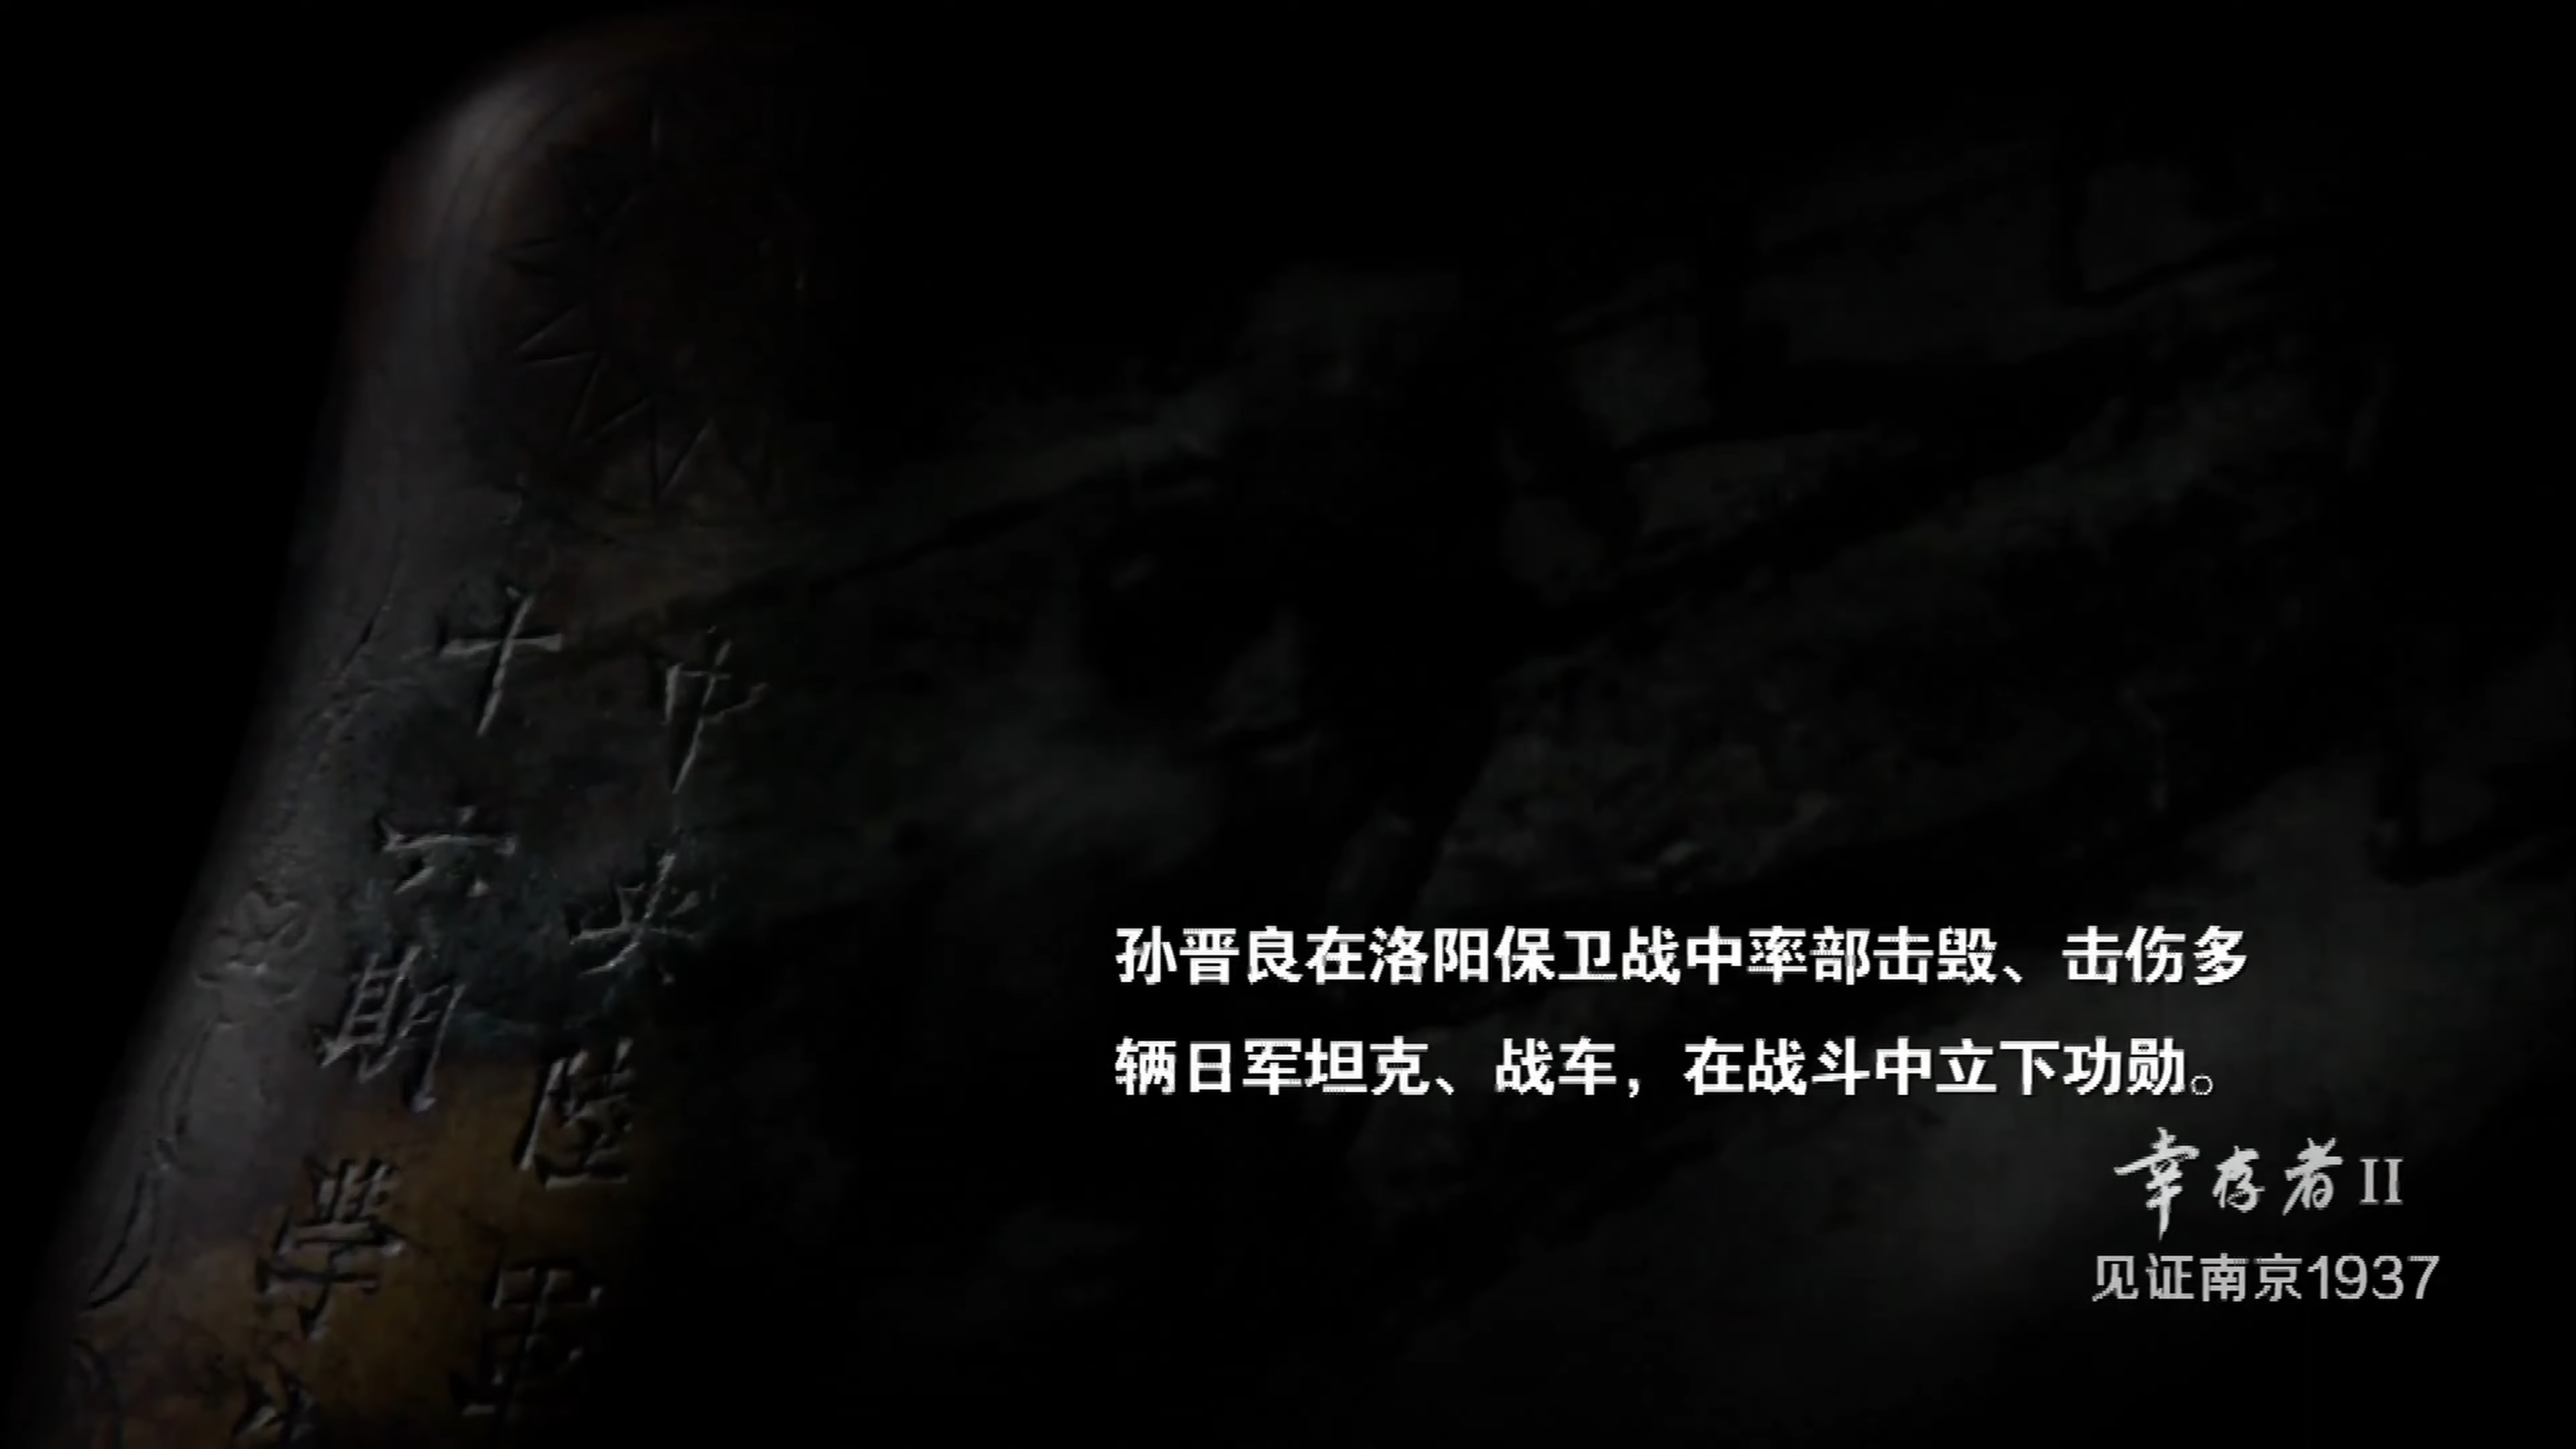 中央陸軍
十六期學生
孙晋良在洛阳保卫战中率部击毁、击伤多
辆日军坦克、战车，在战斗中立下功勋。
幸存者II
见证南京1937